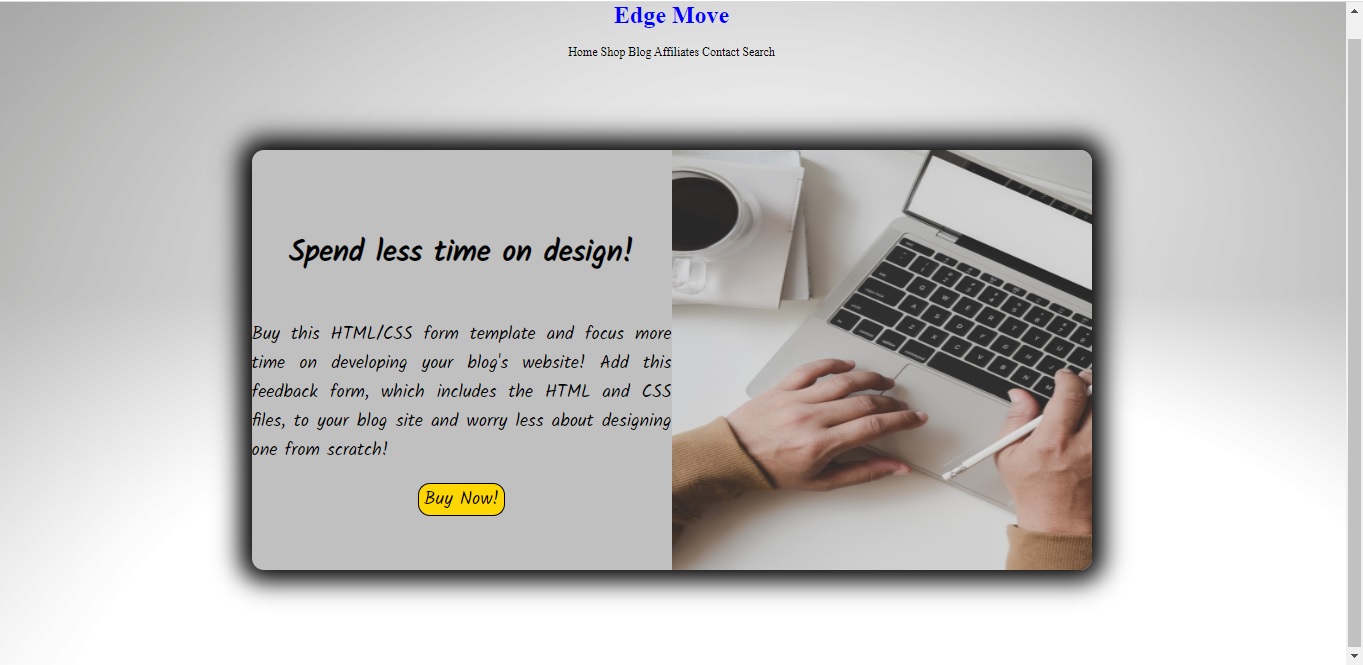 Edge Move
Home Shop Blog Affiliates Contact Search
Spend less time on design!
Buy this HTML/CSS form template and focus more
time on developing your blog's website! Add this
feedback form, which includes the HTML and CSS
files, to your blog site and worry less about designing
one from scratch!
Buy Now!